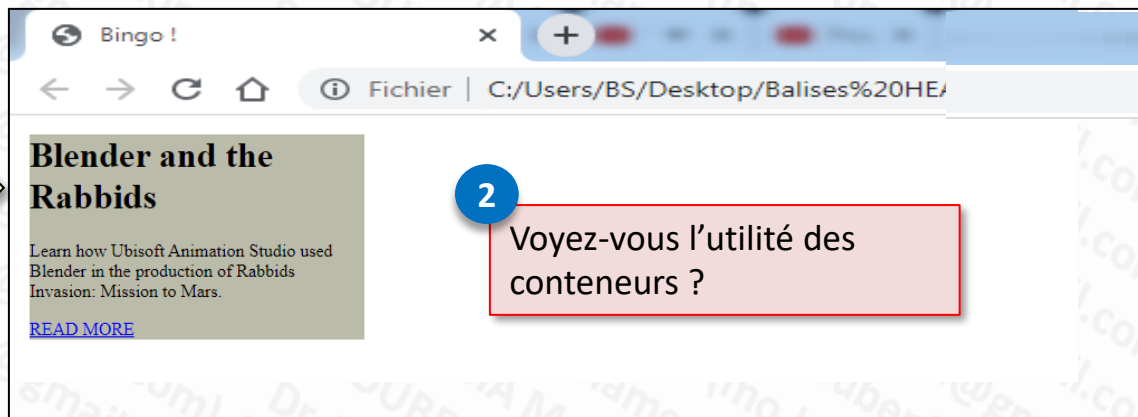 Bingo !
Fichier | C:/Users/BS/Desktop/Balises%20HEA
Blender and the
Rabbids
Learn how Ubisoft Animation Studio used
Blender in the production of Rabbids
Invasion: Mission to Mars.
READ MORE
2
Voyez-vous l’utilité des
conteneurs ?